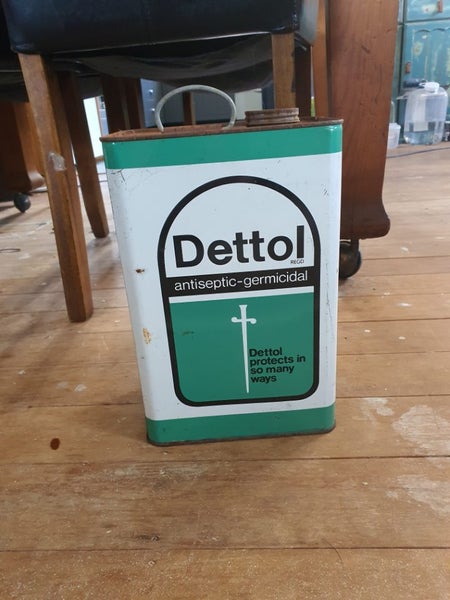 Dettol
REGD
antiseptic-germicidal
Dettol
protects in
so many
ways